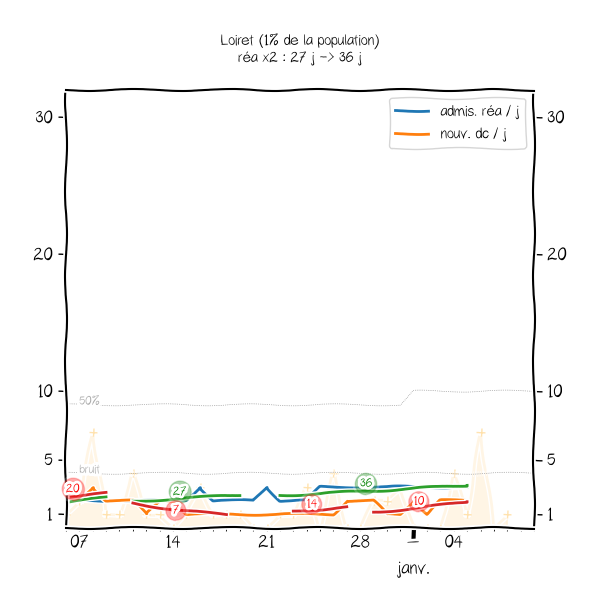 Loiret (1% de la population)
réa x2 : 27 j -> 36 j
admis. réa / j
nouv. dc / j
30 30
20 20
10 10
50%
5 5
bruit
20 27 36
7 14 10
1 1
07 14 21 28 04
janv.